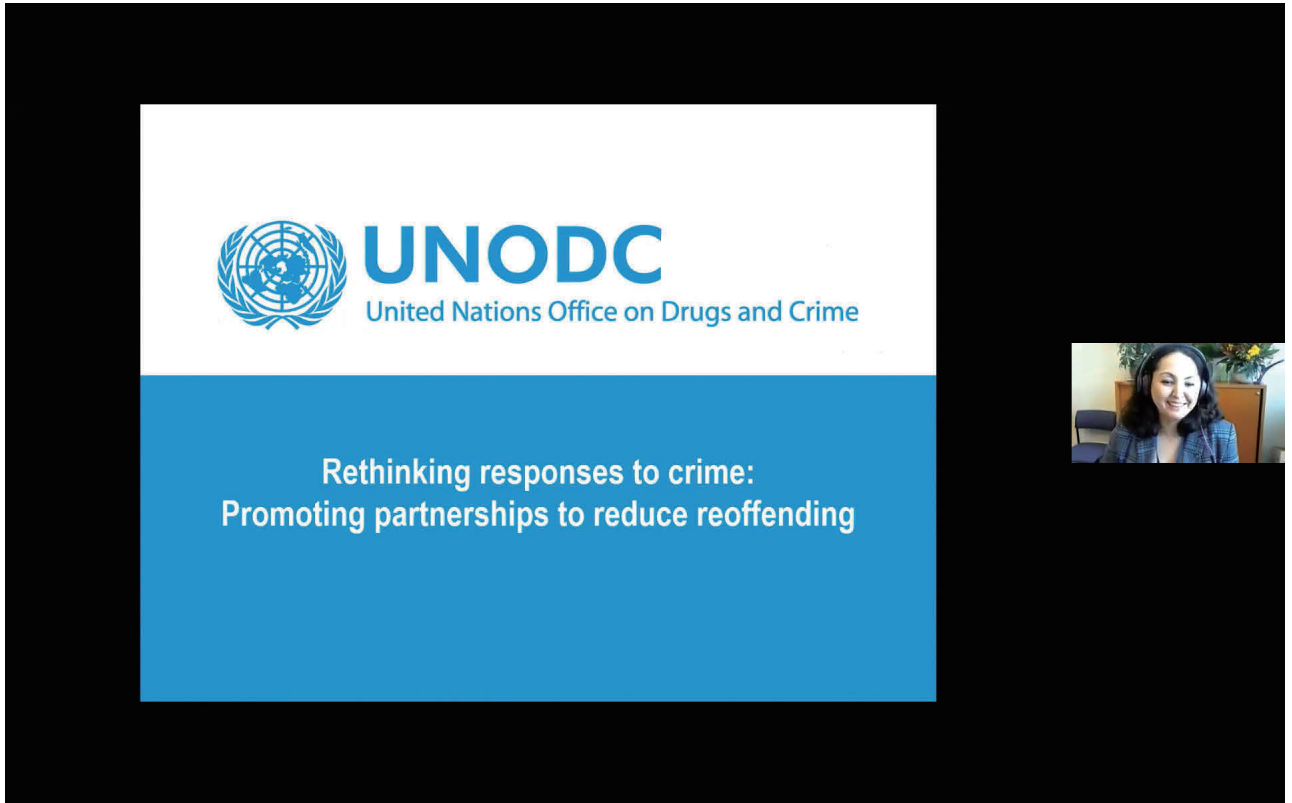 UNODC
United Nations Office on Drugs and Crime
Rethinking responses to crime:
Promoting partnerships to reduce reoffending